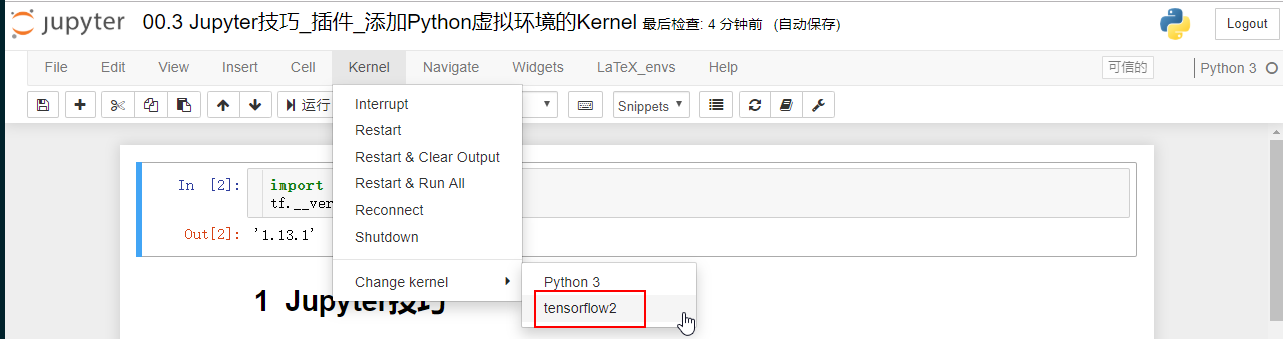 jupyter 00.3 Jupyter技巧_插件_添加Python虚拟环境的Kernel 最后检查: 4 分钟前 (自动保存) Logout
File Edit View Insert Cell Kernel Navigate Widgets LaTeX_envs Help 可信的 Python 3
运行 Snippets
Interrupt
Restart
Restart & Clear Output
Restart & Run All
Reconnect
Shutdown
Change kernel
Python 3
tensorflow2
In [2]: import
tf.__ver
Out[2]: '1.13.1'
1 Jupyter技巧